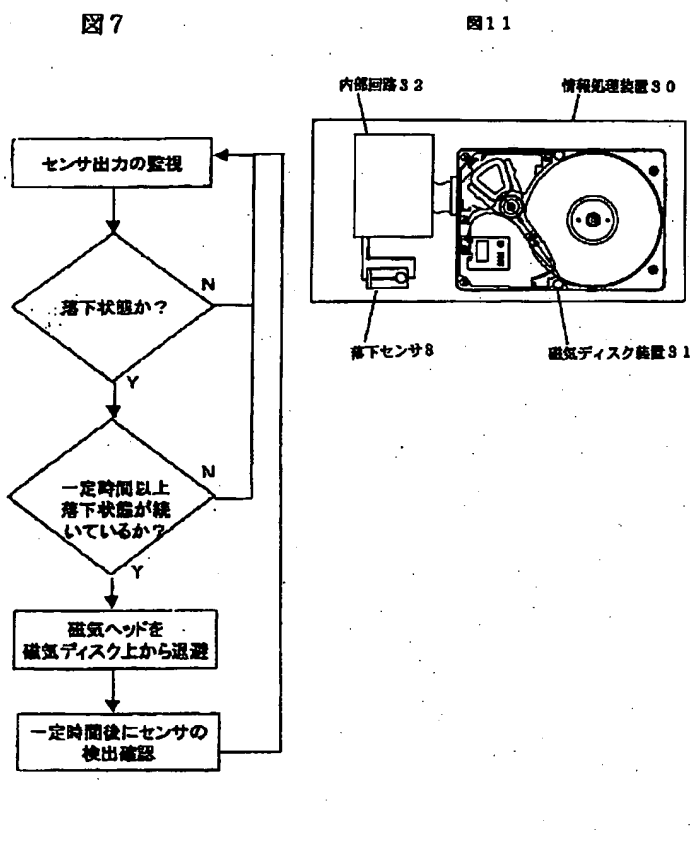 図７
センサ出力の監視
落下状態か？
N
Y
一定時間以上
落下状態が続
いているか？
N
Y
磁気ヘッドを
磁気ディスク上から退避
一定時間後にセンサの
検出確認
図１１
内部回路３２
情報処理装置３０
落下センサ８
磁気ディスク装置３１